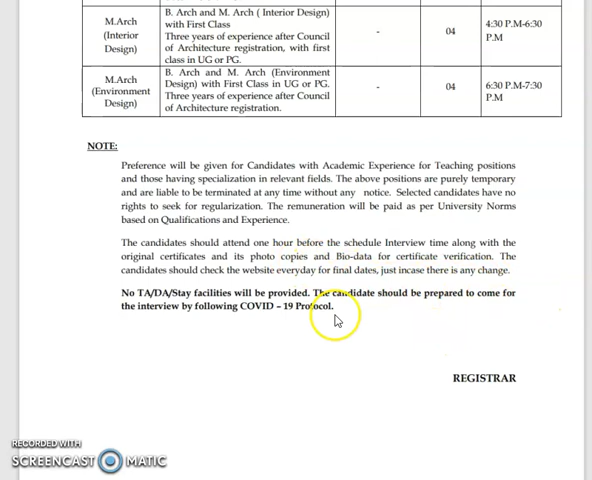 M.Arch
(Interior
Design)
B. Arch and M. Arch ( Interior Design)
with First Class
Three years of experience after Council
of Architecture registration, with first
class in UG or PG.
-
04
4:30 P.M-6:30
P.M
M.Arch
(Environment
Design)
B. Arch and M. Arch (Environment
Design) with First Class in UG or PG.
Three years of experience after Council
of Architecture registration.
-
04
6:30 P.M-7:30
P.M
NOTE:
Preference will be given for Candidates with Academic Experience for Teaching positions
and those having specialization in relevant fields. The above positions are purely temporary
and are liable to be terminated at any time without any notice. Selected candidates have no
rights to seek for regularization. The remuneration will be paid as per University Norms
based on Qualifications and Experience.
The candidates should attend one hour before the schedule Interview time along with the
original certificates and its photo copies and Bio-data for certificate verification. The
candidates should check the website everyday for final dates, just incase there is any change.
No TA/DA/Stay facilities will be provided. The candidate should be prepared to come for
the interview by following COVID – 19 Protocol.
REGISTRAR
RECORDED WITH
SCREENCAST MATIC